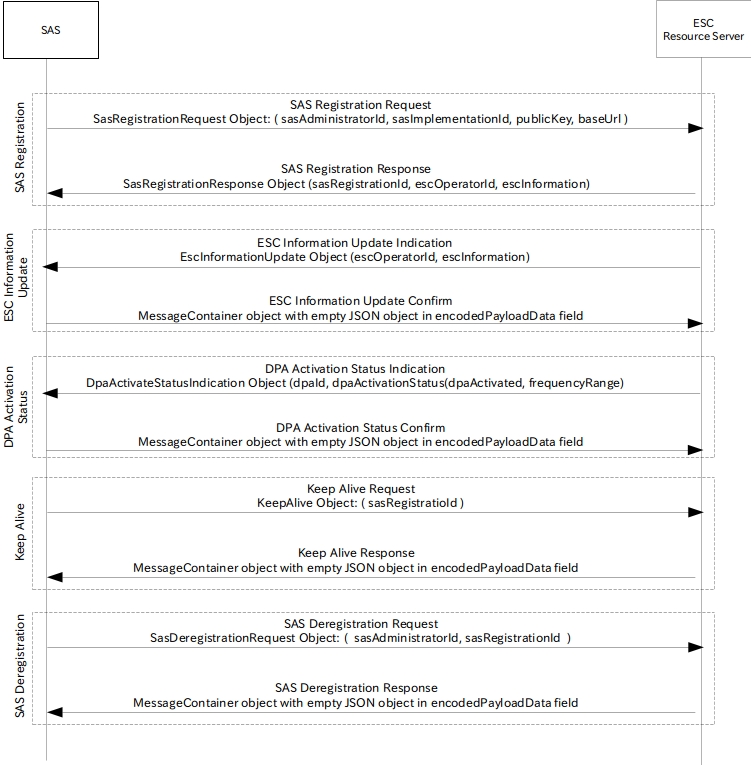 SAS
ESC
Resource Server
SAS Registration
SAS Registration Request
SasRegistrationRequest Object: ( sasAdministratorId, sasImplementationId, publicKey, baseUrl )
SAS Registration Response
SasRegistrationResponse Object (sasRegistrationId, escOperatorId, escInformation)
ESC Information
Update
ESC Information Update Indication
EscInformationUpdate Object (escOperatorId, escInformation)
ESC Information Update Confirm
MessageContainer object with empty JSON object in encodedPayloadData field
DPA Activation
Status
DPA Activation Status Indication
DpaActivateStatusIndication Object (dpaId, dpaActivationStatus(dpaActivated, frequencyRange)
DPA Activation Status Confirm
MessageContainer object with empty JSON object in encodedPayloadData field
Keep Alive
Keep Alive Request
KeepAlive Object: ( sasRegistratioId )
Keep Alive Response
MessageContainer object with empty JSON object in encodedPayloadData field
SAS Deregistration
SAS Deregistration Request
SasDeregistrationRequest Object: ( sasAdministratorId, sasRegistrationId )
SAS Deregistration Response
MessageContainer object with empty JSON object in encodedPayloadData field